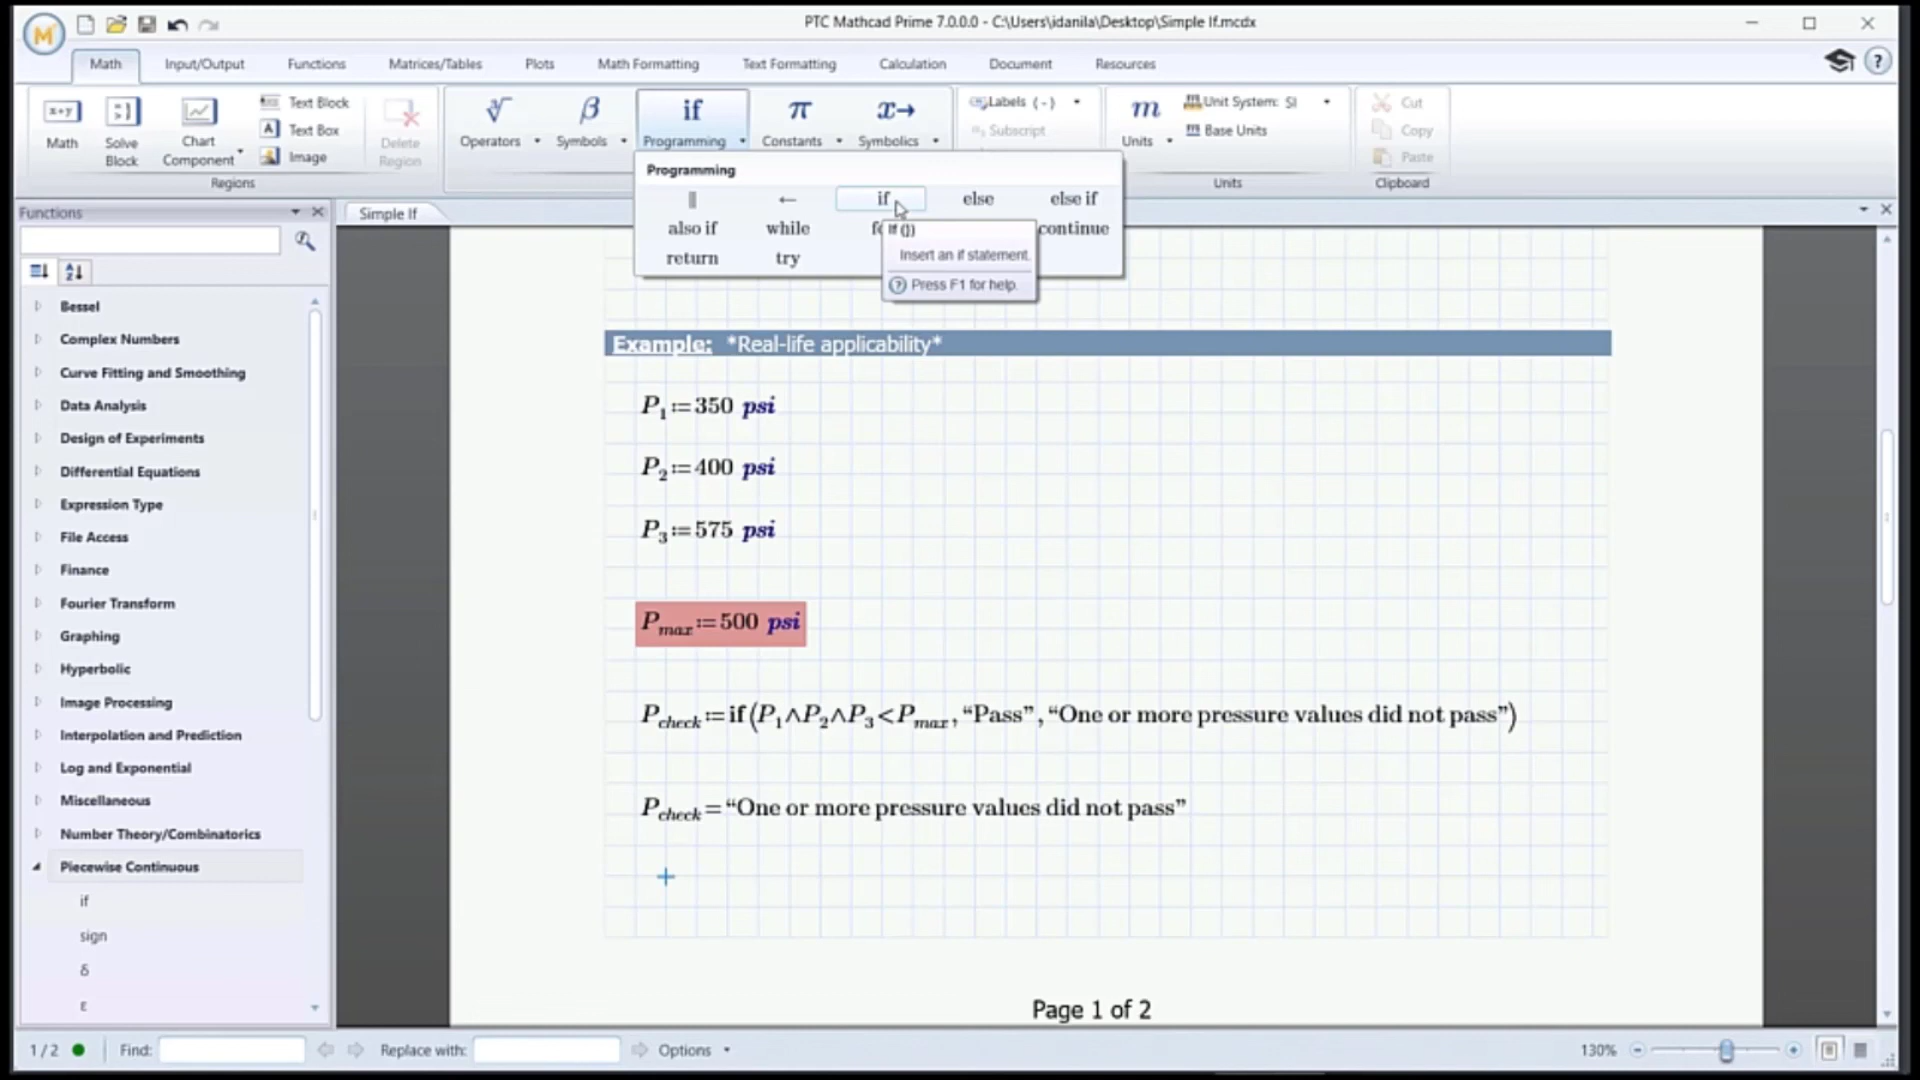 PTC Mathcad Prime 7.0.0.0 - C:\Users\idanila\Desktop\Simple If.mcdx
Math Input/Output Functions Matrices/Tables Plots Math Formatting Text Formatting Calculation Document Resources
Math
Solve Block
Chart Component
Text Block
Text Box
Image
Delete Region
Regions
Operators
β Symbols
if Programming
π Constants
x→ Symbolics
Labels (-)
Subscript
m Units
Unit System: SI
Base Units
Units
Cut
Copy
Paste
Clipboard
Programming
‖ ← if else else if
also if while continue
return try
If (})
Insert an if statement.
Press F1 for help.
Functions
Simple If
Bessel
Complex Numbers
Curve Fitting and Smoothing
Data Analysis
Design of Experiments
Differential Equations
Expression Type
File Access
Finance
Fourier Transform
Graphing
Hyperbolic
Image Processing
Interpolation and Prediction
Log and Exponential
Miscellaneous
Number Theory/Combinatorics
Piecewise Continuous
if
sign
δ
ε
Example: *Real-life applicability*
P₁:=350 psi
P₂:=400 psi
P₃:=575 psi
Pmax:=500 psi
Pcheck:=if(P₁∧P₂∧P₃<Pmax, “Pass”, “One or more pressure values did not pass”)
Pcheck=“One or more pressure values did not pass”
Page 1 of 2
1 / 2 Find: Replace with: Options 130%